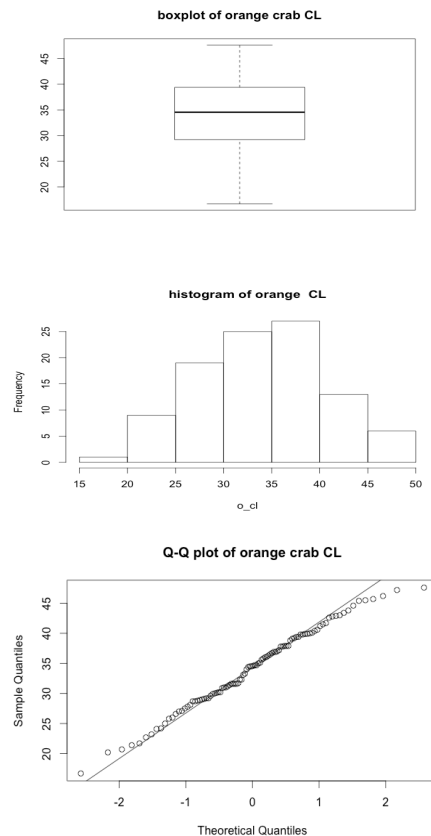 boxplot of orange crab CL
45
40
35
30
25
20
histogram of orange  CL
Frequency
25
20
15
10
5
0
15 20 25 30 35 40 45 50
o_cl
Q-Q plot of orange crab CL
Sample Quantiles
45
40
35
30
25
20
-2 -1 0 1 2
Theoretical Quantiles